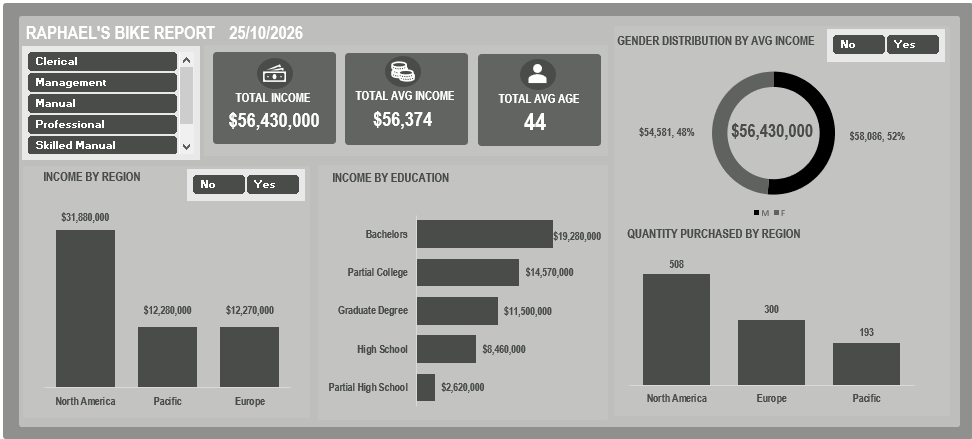 RAPHAEL'S BIKE REPORT 25/10/2026
Clerical
Management
Manual
Professional
Skilled Manual
TOTAL INCOME
$56,430,000
TOTAL AVG INCOME
$56,374
TOTAL AVG AGE
44
GENDER DISTRIBUTION BY AVG INCOME
No Yes
$54,581, 48%
$56,430,000
$58,086, 52%
M F
INCOME BY REGION
No Yes
$31,880,000
$12,280,000
$12,270,000
North America Pacific Europe
INCOME BY EDUCATION
Bachelors $19,280,000
Partial College $14,570,000
Graduate Degree $11,500,000
High School $8,460,000
Partial High School $2,620,000
QUANTITY PURCHASED BY REGION
508
300
193
North America Europe Pacific